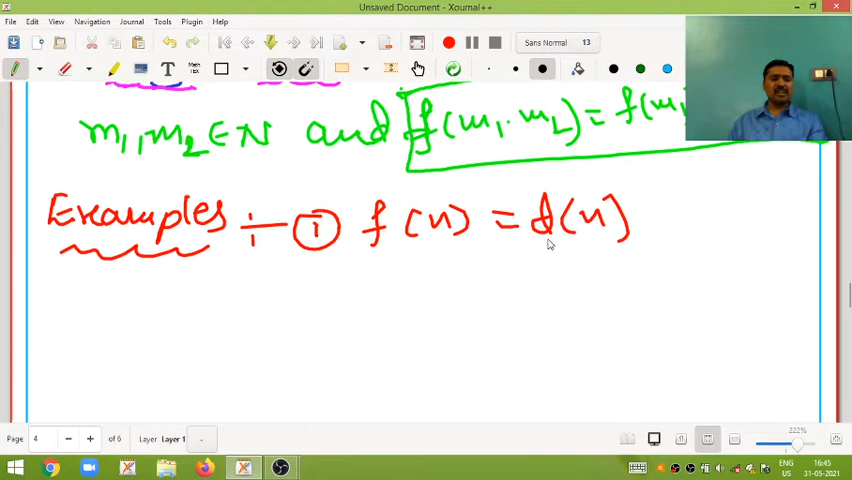 Unsaved Document - Xournal++
File Edit View Navigation Journal Tools Plugin Help
Sans Normal 13
m1, m2 ∈ N and f(m1 . m2) = f(m1
Examples ÷ ① f(n) = d(n)
Page 4 of 6 Layer Layer 1 222%
ENG 16:45
US 31-05-2021